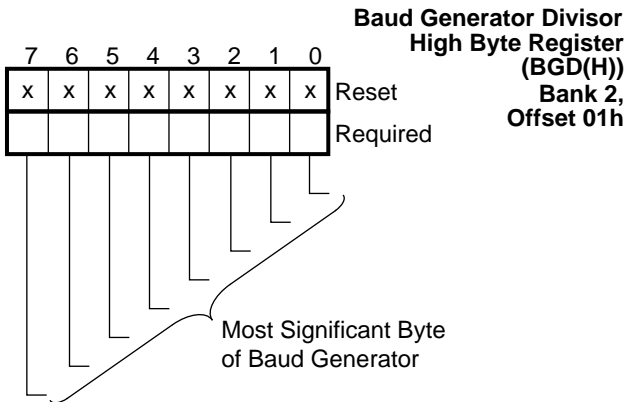 Baud Generator Divisor
High Byte Register
(BGD(H))
Bank 2,
Offset 01h
7 6 5 4 3 2 1 0
x x x x x x x x Reset
Required
Most Significant Byte
of Baud Generator